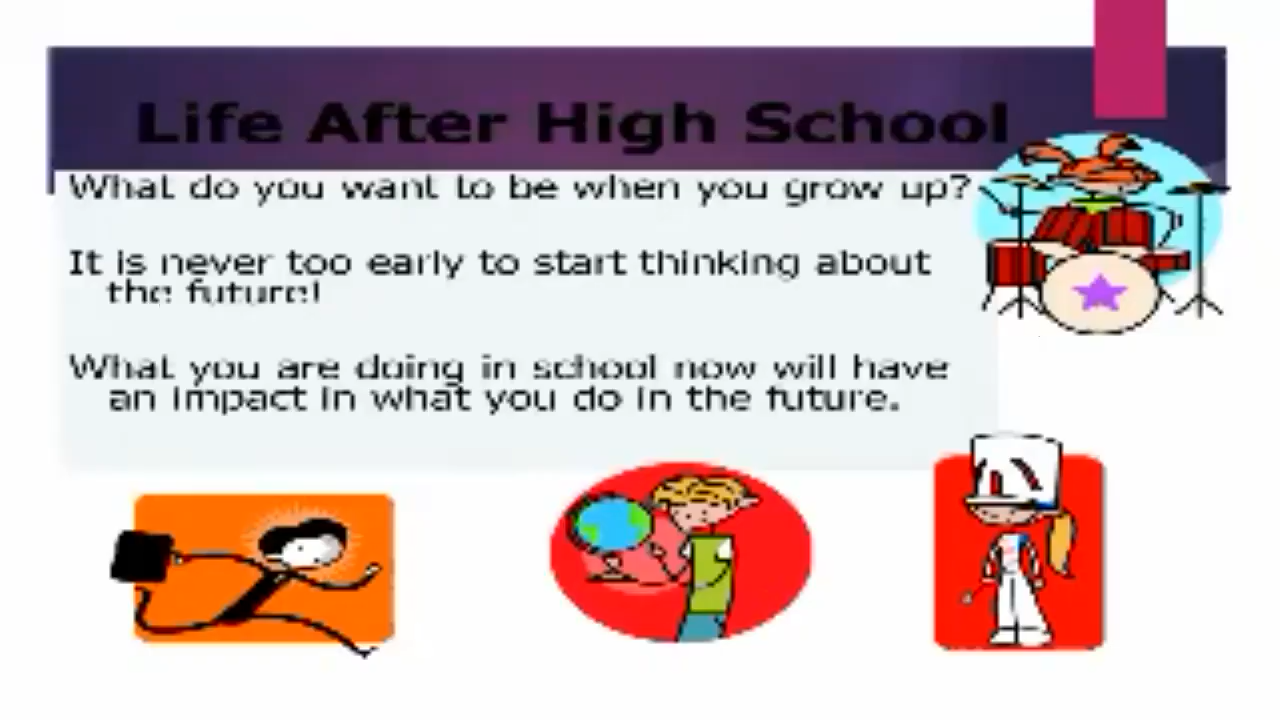 Life After High School
What do you want to be when you grow up?
It is never too early to start thinking about
the future!
What you are doing in school now will have
an impact in what you do in the future.